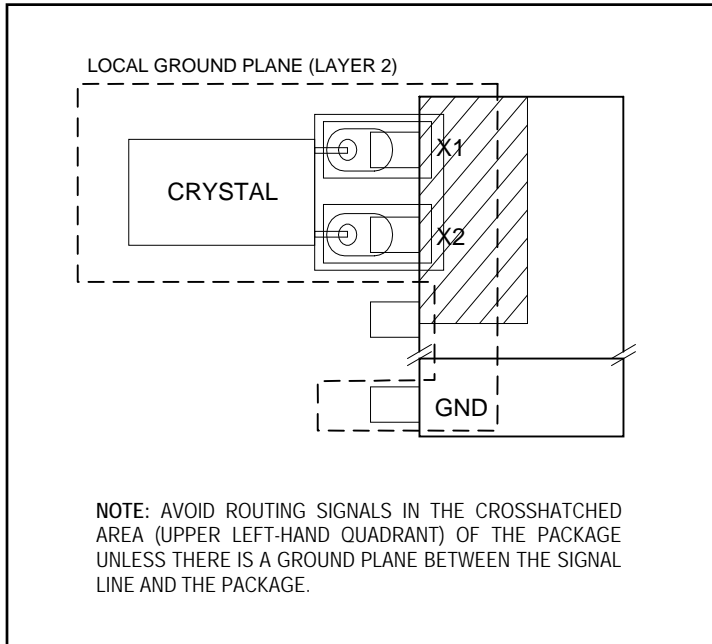 LOCAL GROUND PLANE (LAYER 2)
X1
CRYSTAL
X2
GND
NOTE: AVOID ROUTING SIGNALS IN THE CROSSHATCHED
AREA (UPPER LEFT-HAND QUADRANT) OF THE PACKAGE
UNLESS THERE IS A GROUND PLANE BETWEEN THE SIGNAL
LINE AND THE PACKAGE.